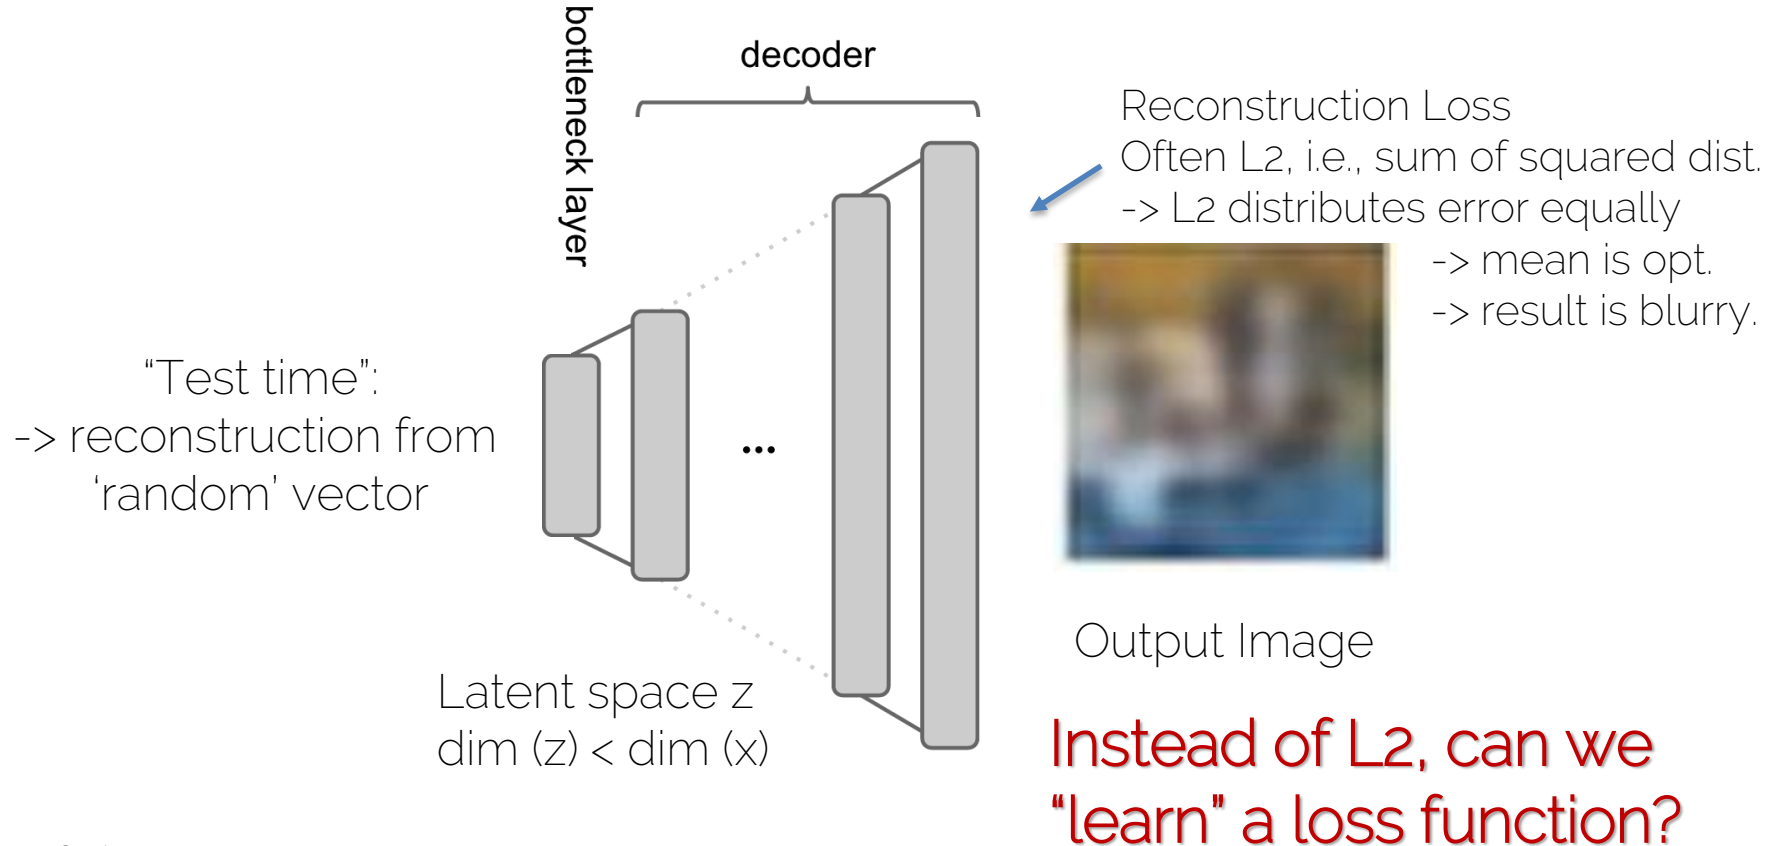 bottleneck layer
decoder
Reconstruction Loss
Often L2, i.e., sum of squared dist.
-> L2 distributes error equally
-> mean is opt.
-> result is blurry.
“Test time”:
-> reconstruction from
‘random’ vector
...
Output Image
Latent space z
dim (z) < dim (x)
Instead of L2, can we
“learn” a loss function?